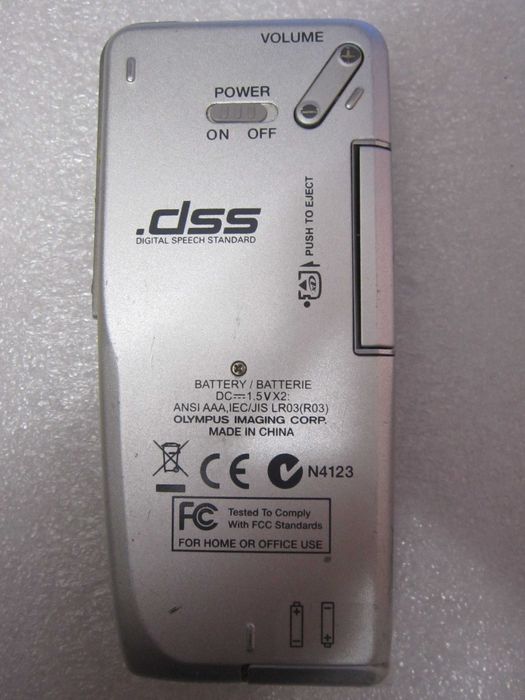 VOLUME
POWER
ON OFF
.dss
DIGITAL SPEECH STANDARD
PUSH TO EJECT
xD
BATTERY / BATTERIE
DC⎓1.5VX2:
ANSI AAA,IEC/JIS LR03(R03)
OLYMPUS IMAGING CORP.
MADE IN CHINA
CE N4123
FC Tested To Comply
With FCC Standards
FOR HOME OR OFFICE USE